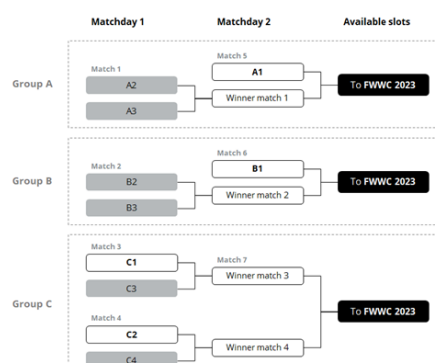 Matchday 1 Matchday 2 Available slots
Group A
Match 1
A2
A3
Match 5
A1
Winner match 1
To FWWC 2023
Group B
Match 2
B2
B3
Match 6
B1
Winner match 2
To FWWC 2023
Group C
Match 3
C1
C3
Match 4
C2
C4
Match 7
Winner match 3
Winner match 4
To FWWC 2023